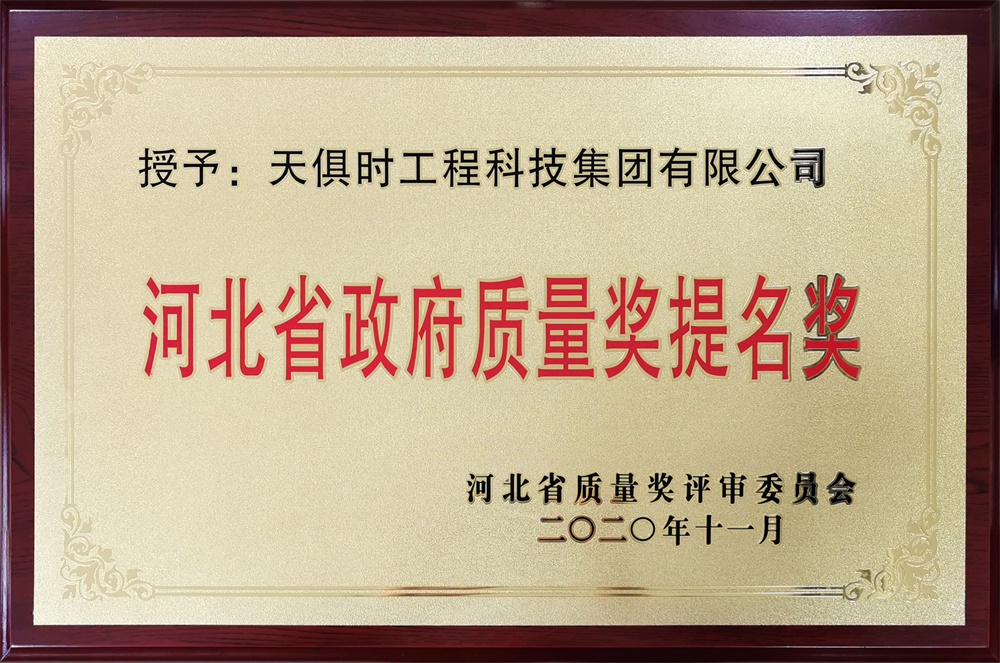 授予：天俱时工程科技集团有限公司
河北省政府质量奖提名奖
河北省质量奖评审委员会
二〇二〇年十一月